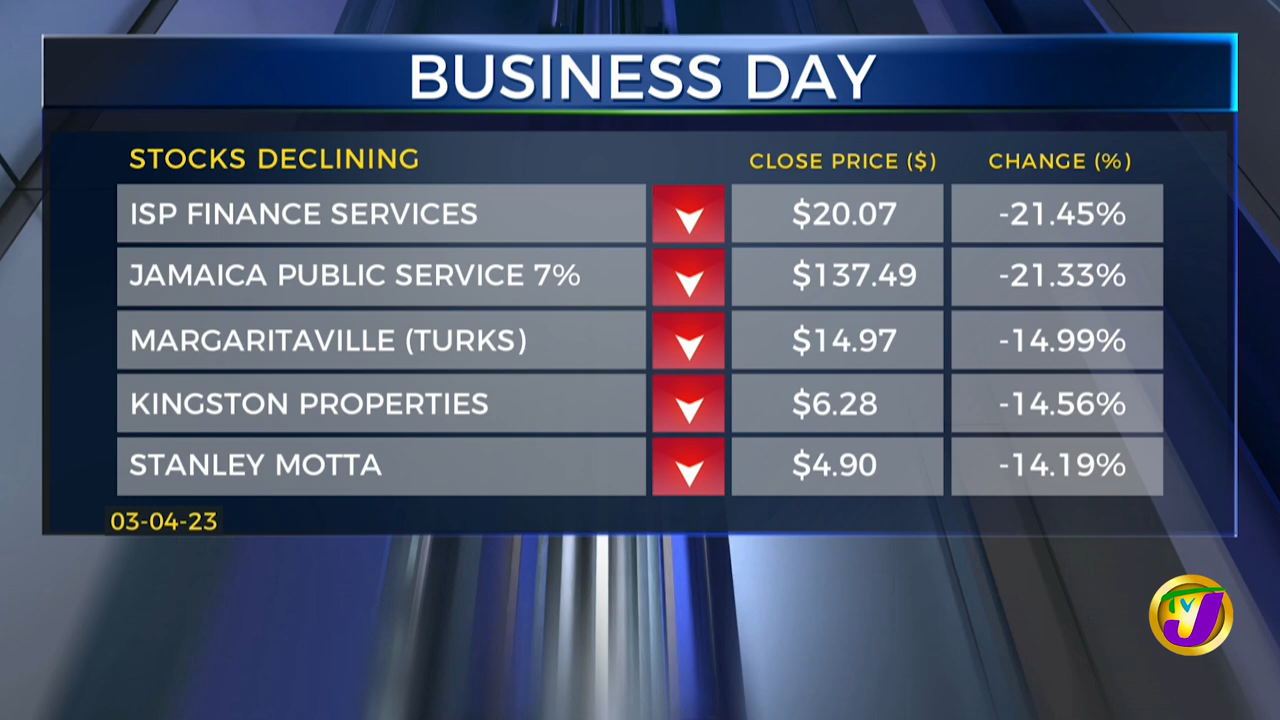 BUSINESS DAY
STOCKS DECLINING CLOSE PRICE ($) CHANGE (%)
ISP FINANCE SERVICES $20.07 -21.45%
JAMAICA PUBLIC SERVICE 7% $137.49 -21.33%
MARGARITAVILLE (TURKS) $14.97 -14.99%
KINGSTON PROPERTIES $6.28 -14.56%
STANLEY MOTTA $4.90 -14.19%
03-04-23
TVJ